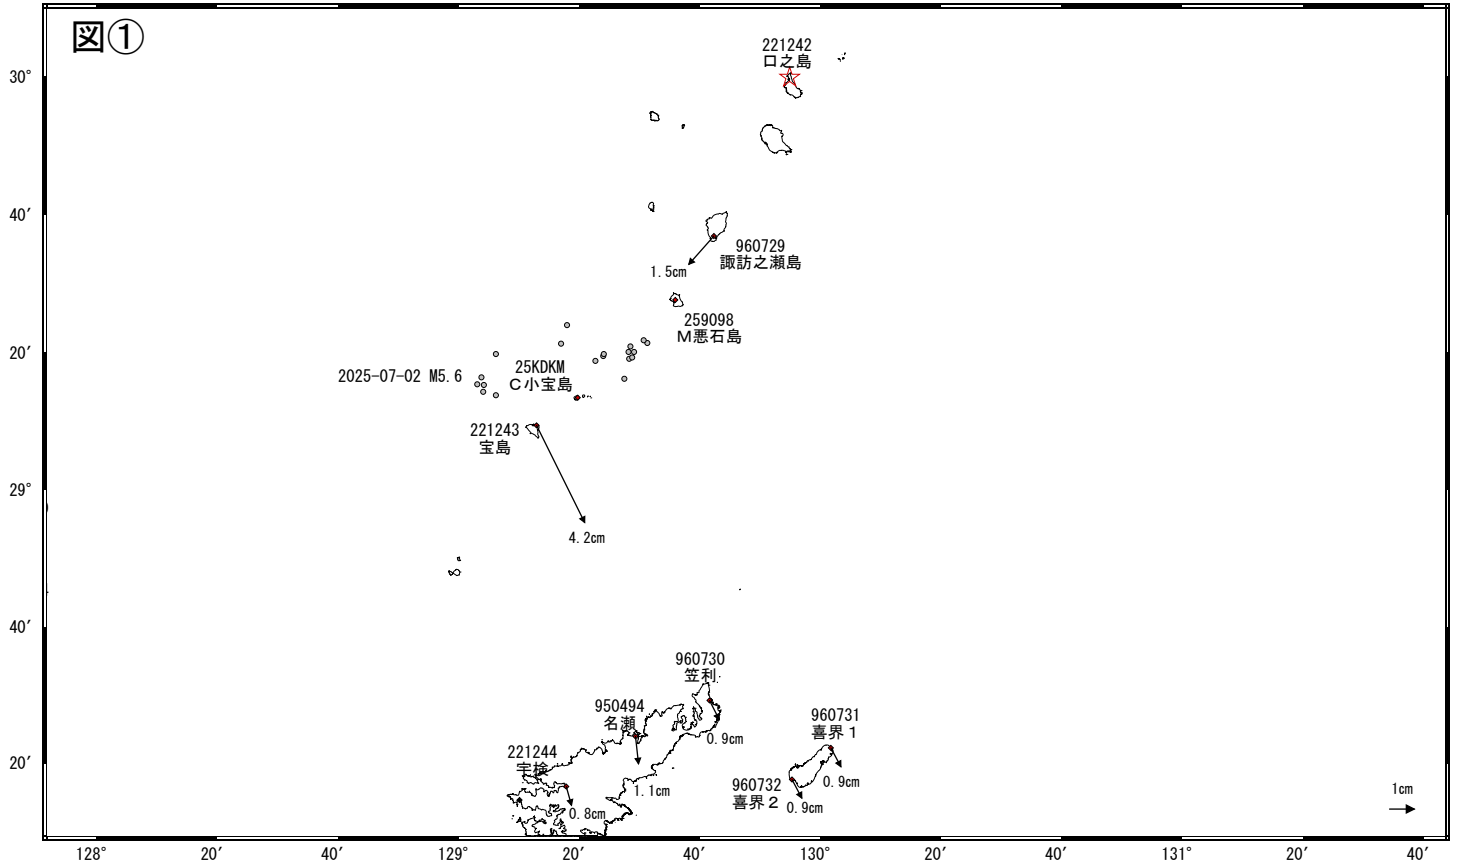 図①
221242
口之島
30°
40′
960729
諏訪之瀬島
1.5cm
259098
M悪石島
20′
25KDKM
C小宝島
2025-07-02 M5.6
221243
宝島
29°
4.2cm
40′
960730
笠利
950494
名瀬
960731
喜界1
0.9cm
221244
宇検
20′
960732
喜界2
0.9cm
1.1cm
0.9cm
0.8cm
1cm
128° 20′ 40′ 129° 20′ 40′ 130° 20′ 40′ 131° 20′ 40′